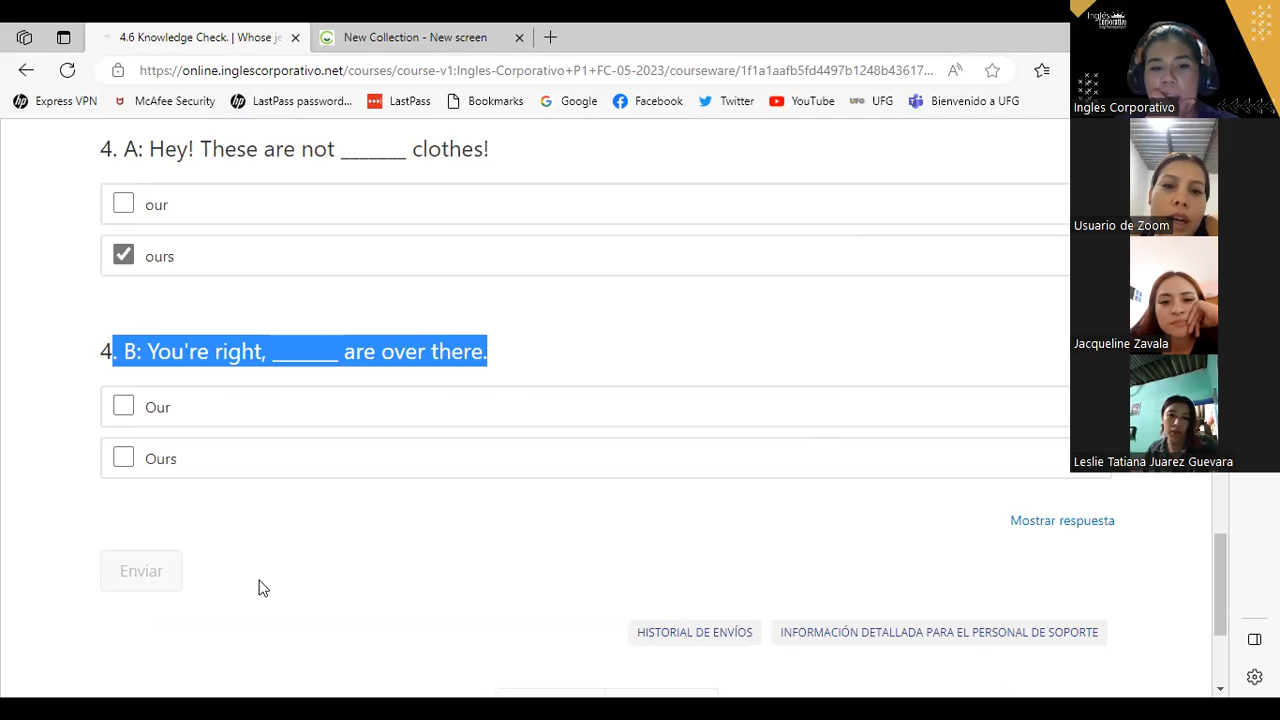 4.6 Knowledge Check. | Whose je
New Collection - New screen
https://online.inglescorporativo.net/courses/course-v1:Ingles-Corporativo+P1+FC-05-2023/courseware/1f1a1aafb5fd4497b1248b43617...
Express VPN
McAfee Security
LastPass password...
LastPass
Bookmarks
Google
Facebook
Twitter
YouTube
UFG
Bienvenido a UFG
4. A: Hey! These are not _______ clothes!
our
ours
4. B: You're right, _______ are over there.
Our
Ours
Mostrar respuesta
Enviar
HISTORIAL DE ENVÍOS
INFORMACIÓN DETALLADA PARA EL PERSONAL DE SOPORTE
Inglés
Corporativo
Ingles Corporativo
Usuario de Zoom
Jacqueline Zavala
Leslie Tatiana Juarez Guevara